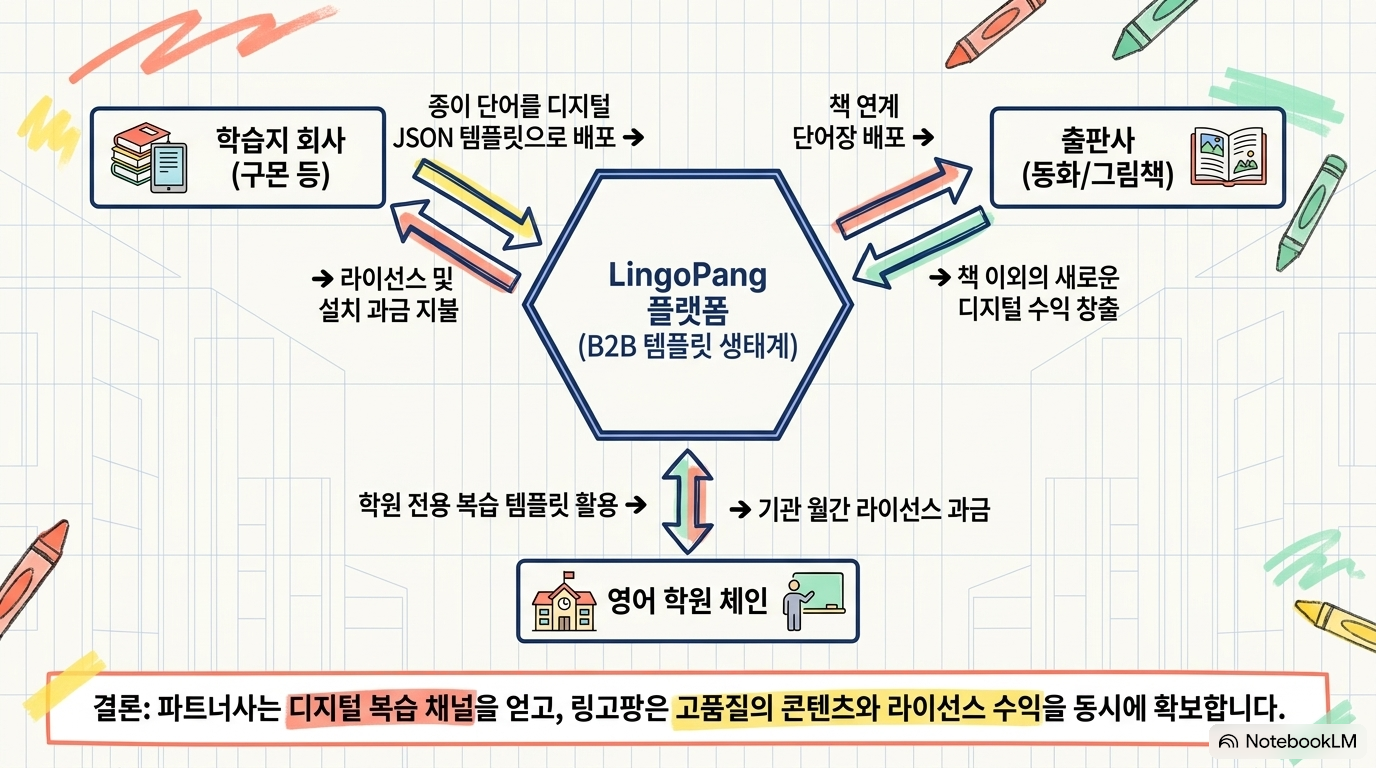 종이 단어를 디지털
JSON 템플릿으로 배포 →
책 연계
단어장 배포 →
학습지 회사
(구몬 등)
출판사
(동화/그림책)
→ 라이선스 및
설치 과금 지불
LingoPang
플랫폼
(B2B 템플릿 생태계)
→ 책 이외의 새로운
디지털 수익 창출
학원 전용 복습 템플릿 활용 →
→ 기관 월간 라이선스 과금
영어 학원 체인
결론: 파트너사는 디지털 복습 채널을 얻고, 링고팡은 고품질의 콘텐츠와 라이선스 수익을 동시에 확보합니다.
NotebookLM